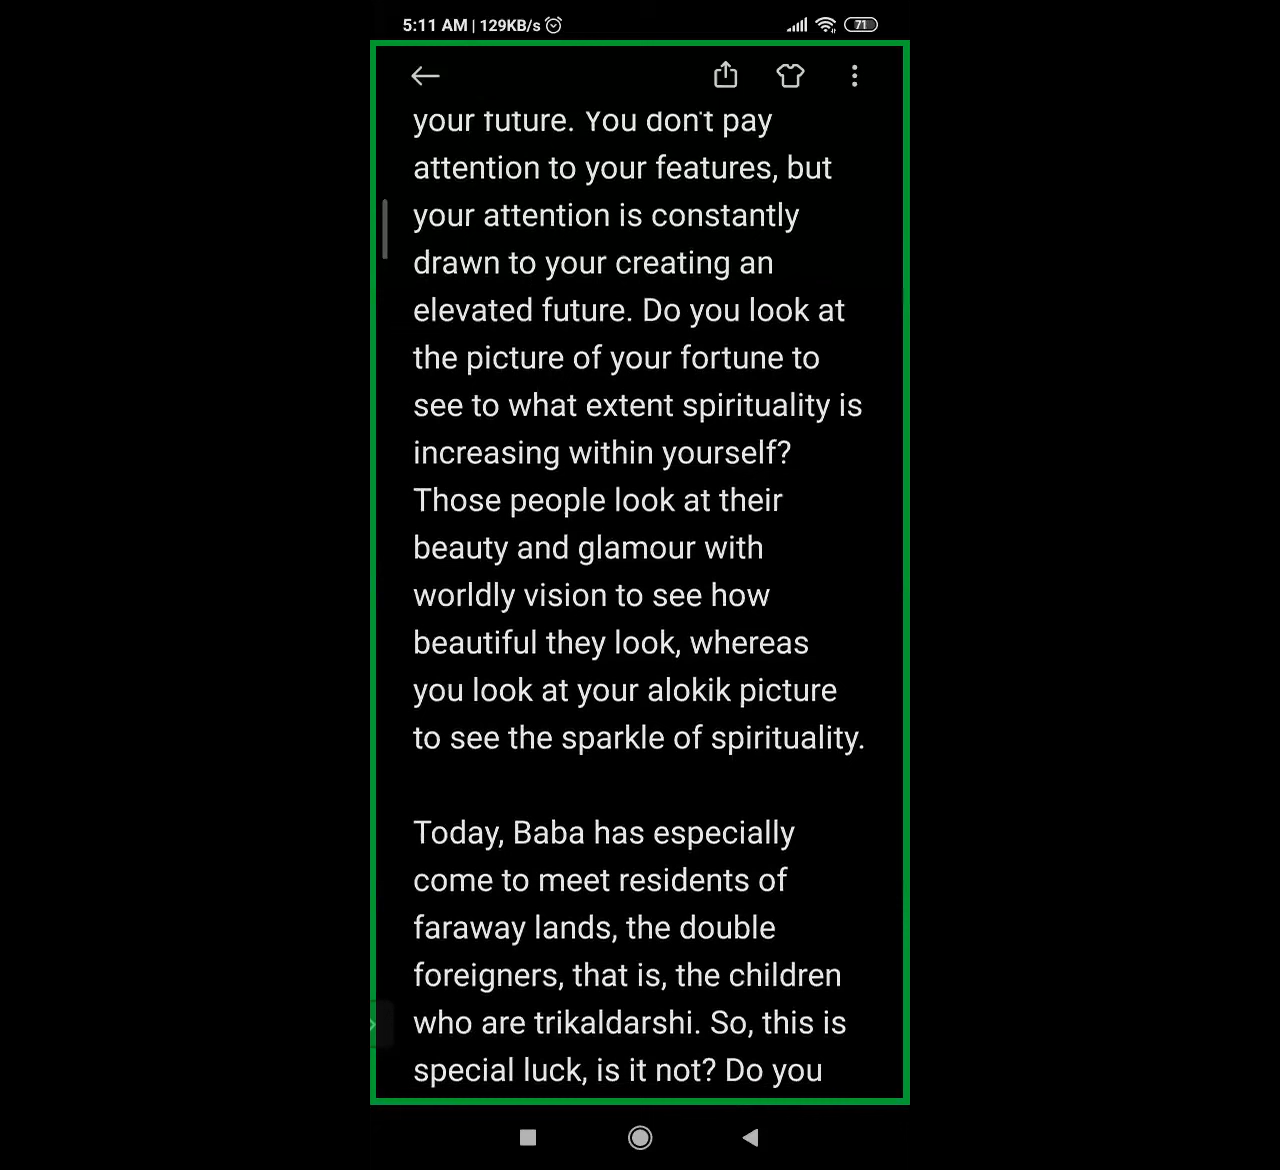 5:11 AM | 129KB/s
71
your future. You don't pay
attention to your features, but
your attention is constantly
drawn to your creating an
elevated future. Do you look at
the picture of your fortune to
see to what extent spirituality is
increasing within yourself?
Those people look at their
beauty and glamour with
worldly vision to see how
beautiful they look, whereas
you look at your alokik picture
to see the sparkle of spirituality.
Today, Baba has especially
come to meet residents of
faraway lands, the double
foreigners, that is, the children
who are trikaldarshi. So, this is
special luck, is it not? Do you